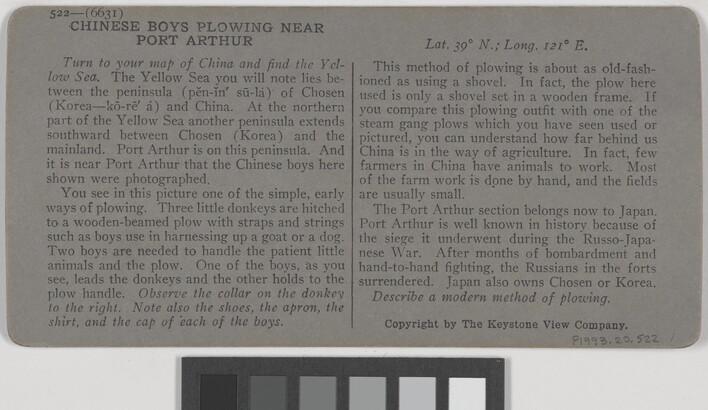 522—(6631)
CHINESE BOYS PLOWING NEAR
PORT ARTHUR
Turn to your map of China and find the Yel-
low Sea. The Yellow Sea you will note lies be-
tween the peninsula (pĕn-ĭn′ sū-lȧ) of Chosen
(Korea—kō-rē′ ȧ) and China. At the northern
part of the Yellow Sea another peninsula extends
southward between Chosen (Korea) and the
mainland. Port Arthur is on this peninsula. And
it is near Port Arthur that the Chinese boys here
shown were photographed.
You see in this picture one of the simple, early
ways of plowing. Three little donkeys are hitched
to a wooden-beamed plow with straps and strings
such as boys use in harnessing up a goat or a dog.
Two boys are needed to handle the patient little
animals and the plow. One of the boys, as you
see, leads the donkeys and the other holds to the
plow handle. Observe the collar on the donkey
to the right. Note also the shoes, the apron, the
shirt, and the cap of each of the boys.
Lat. 39° N.; Long. 121° E.
This method of plowing is about as old-fash-
ioned as using a shovel. In fact, the plow here
used is only a shovel set in a wooden frame. If
you compare this plowing outfit with one of the
steam gang plows which you have seen used or
pictured, you can understand how far behind us
China is in the way of agriculture. In fact, few
farmers in China have animals to work. Most
of the farm work is done by hand, and the fields
are usually small.
The Port Arthur section belongs now to Japan.
Port Arthur is well known in history because of
the siege it underwent during the Russo-Japa-
nese War. After months of bombardment and
hand-to-hand fighting, the Russians in the forts
surrendered. Japan also owns Chosen or Korea.
Describe a modern method of plowing.
Copyright by The Keystone View Company.
P1993.20.522